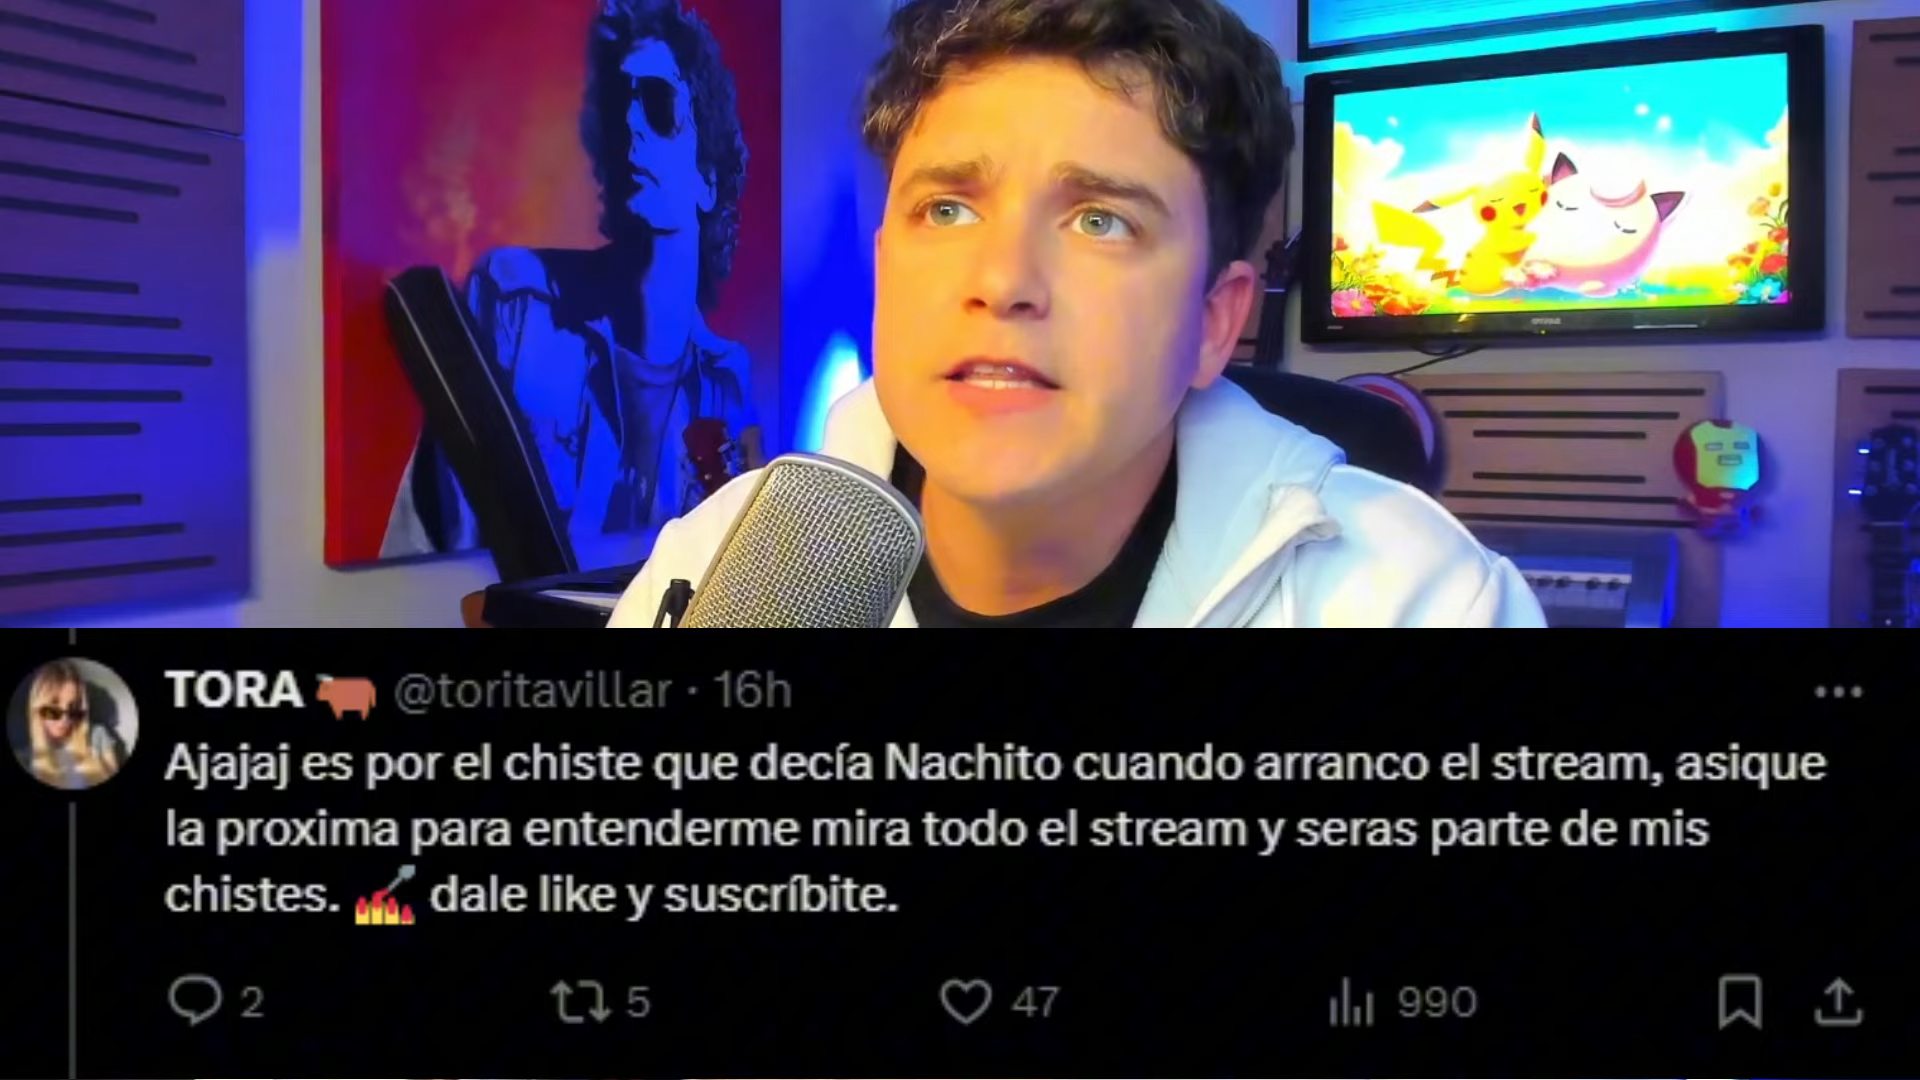 TORA 🐂 @toritavillar · 16h
Ajajaj es por el chiste que decía Nachito cuando arranco el stream, asique
la proxima para entenderme mira todo el stream y seras parte de mis
chistes. 💅 dale like y suscríbite.
2 5 47 990